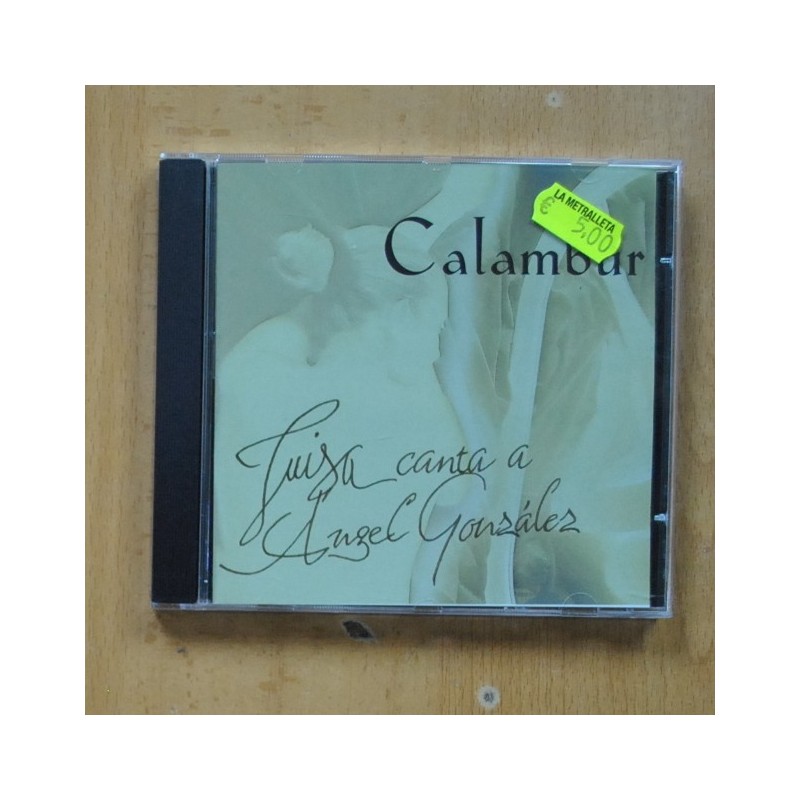 LA METRALLETA
€ 5,00
Calambur
Luisa canta a
Ángel González